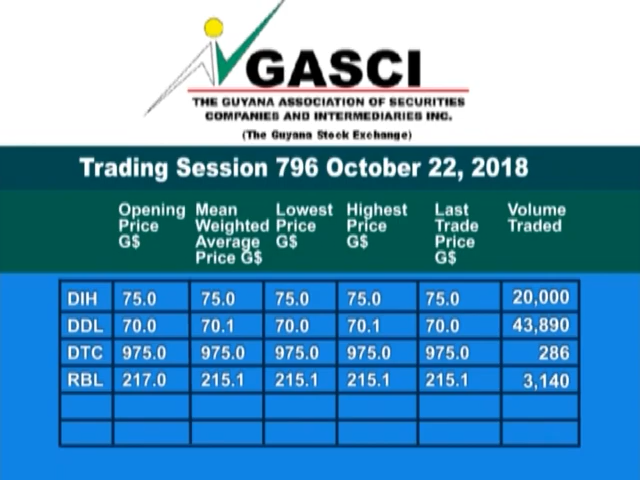 GASCI
THE GUYANA ASSOCIATION OF SECURITIES
COMPANIES AND INTERMEDIARIES INC.
(The Guyana Stock Exchange)
Trading Session 796 October 22, 2018
Opening Price G$ Mean Weighted Average Price G$ Lowest Price G$ Highest Price G$ Last Trade Price G$ Volume Traded
DIH 75.0 75.0 75.0 75.0 75.0 20,000
DDL 70.0 70.1 70.0 70.1 70.0 43,890
DTC 975.0 975.0 975.0 975.0 975.0 286
RBL 217.0 215.1 215.1 215.1 215.1 3,140